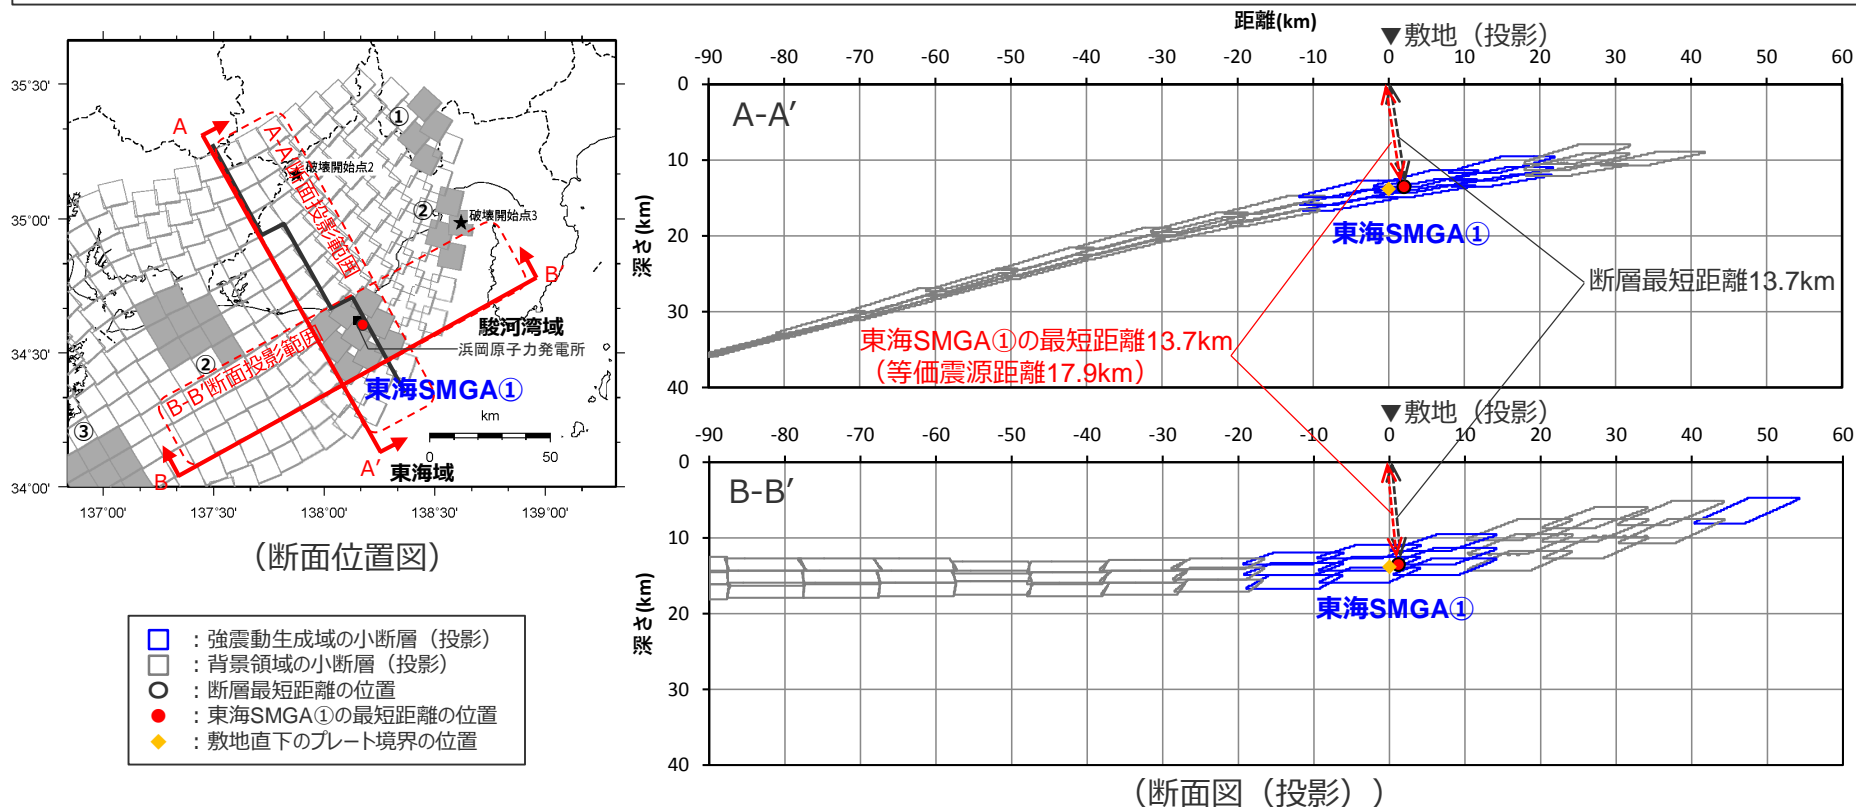 距離(km)
▼敷地（投影）
-90 -80 -70 -60 -50 -40 -30 -20 -10 0 10 20 30 40 50 60
0
10
20
30
40
深さ(km)
A-A′
東海SMGA①
断層最短距離13.7km
東海SMGA①の最短距離13.7km
（等価震源距離17.9km）
▼敷地（投影）
-90 -80 -70 -60 -50 -40 -30 -20 -10 0 10 20 30 40 50 60
0
10
20
30
40
深さ(km)
B-B′
東海SMGA①
（断面図（投影））
35°30'
35°00'
34°30'
34°00'
137°00'
137°30'
138°00'
138°30'
139°00'
A
A-A′断面投影範囲
①
破壊開始点2
②
破壊開始点3
B′
駿河湾域
浜岡原子力発電所
②
B-B′断面投影範囲
東海SMGA①
③
km
0 50
B
A′
東海域
（断面位置図）
：強震動生成域の小断層（投影）
：背景領域の小断層（投影）
：断層最短距離の位置
：東海SMGA①の最短距離の位置
：敷地直下のプレート境界の位置